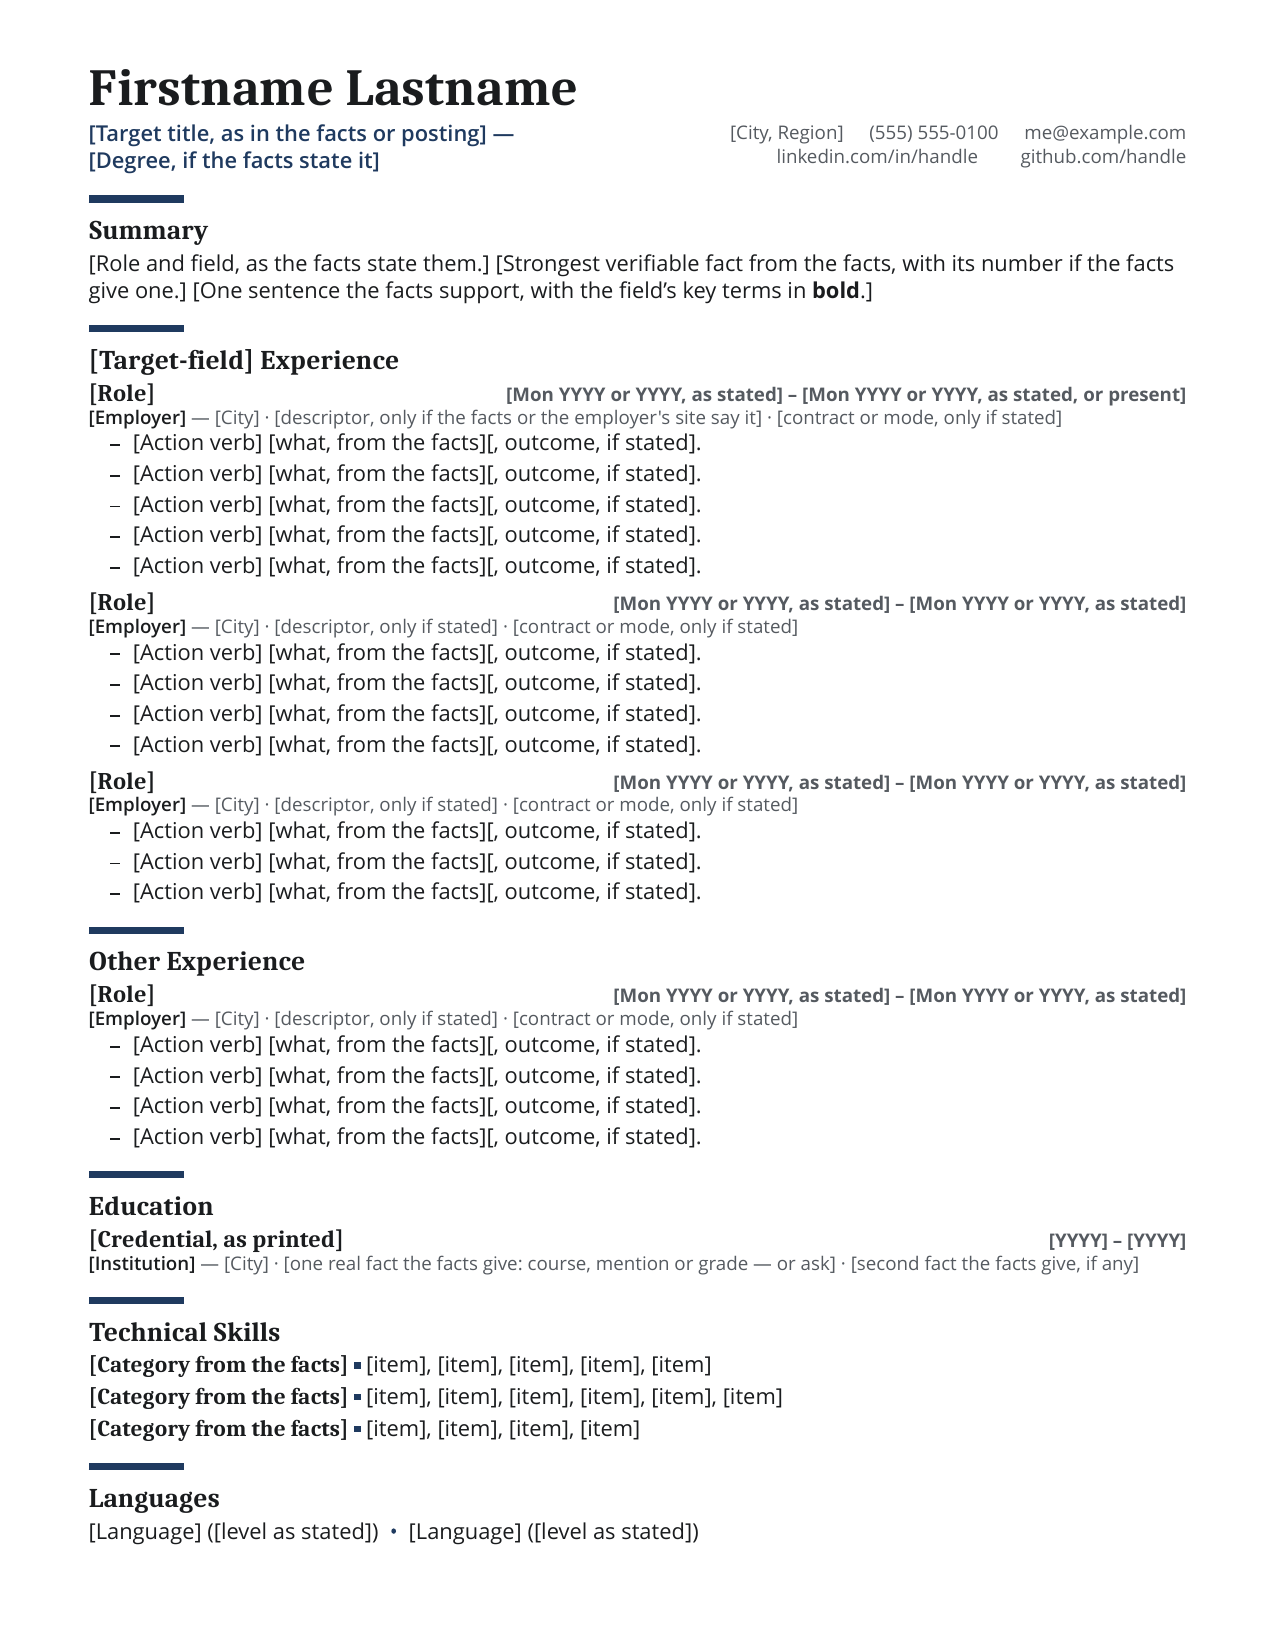 Firstname Lastname
[Target title, as in the facts or posting] —
[Degree, if the facts state it]
[City, Region] (555) 555-0100 me@example.com
linkedin.com/in/handle github.com/handle
Summary
[Role and field, as the facts state them.] [Strongest verifiable fact from the facts, with its number if the facts
give one.] [One sentence the facts support, with the field’s key terms in bold.]
[Target-field] Experience
[Role] [Mon YYYY or YYYY, as stated] – [Mon YYYY or YYYY, as stated, or present]
[Employer] — [City] · [descriptor, only if the facts or the employer's site say it] · [contract or mode, only if stated]
– [Action verb] [what, from the facts][, outcome, if stated].
– [Action verb] [what, from the facts][, outcome, if stated].
– [Action verb] [what, from the facts][, outcome, if stated].
– [Action verb] [what, from the facts][, outcome, if stated].
– [Action verb] [what, from the facts][, outcome, if stated].
[Role] [Mon YYYY or YYYY, as stated] – [Mon YYYY or YYYY, as stated]
[Employer] — [City] · [descriptor, only if stated] · [contract or mode, only if stated]
– [Action verb] [what, from the facts][, outcome, if stated].
– [Action verb] [what, from the facts][, outcome, if stated].
– [Action verb] [what, from the facts][, outcome, if stated].
– [Action verb] [what, from the facts][, outcome, if stated].
[Role] [Mon YYYY or YYYY, as stated] – [Mon YYYY or YYYY, as stated]
[Employer] — [City] · [descriptor, only if stated] · [contract or mode, only if stated]
– [Action verb] [what, from the facts][, outcome, if stated].
– [Action verb] [what, from the facts][, outcome, if stated].
– [Action verb] [what, from the facts][, outcome, if stated].
Other Experience
[Role] [Mon YYYY or YYYY, as stated] – [Mon YYYY or YYYY, as stated]
[Employer] — [City] · [descriptor, only if stated] · [contract or mode, only if stated]
– [Action verb] [what, from the facts][, outcome, if stated].
– [Action verb] [what, from the facts][, outcome, if stated].
– [Action verb] [what, from the facts][, outcome, if stated].
– [Action verb] [what, from the facts][, outcome, if stated].
Education
[Credential, as printed] [YYYY] – [YYYY]
[Institution] — [City] · [one real fact the facts give: course, mention or grade — or ask] · [second fact the facts give, if any]
Technical Skills
[Category from the facts] ▪ [item], [item], [item], [item], [item]
[Category from the facts] ▪ [item], [item], [item], [item], [item], [item]
[Category from the facts] ▪ [item], [item], [item], [item]
Languages
[Language] ([level as stated]) • [Language] ([level as stated])